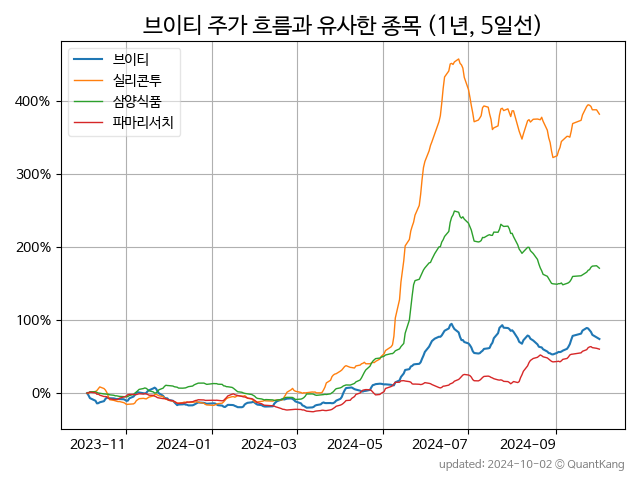 브이티 주가 흐름과 유사한 종목 (1년, 5일선)
브이티
실리콘투
삼양식품
파마리서치
400%
300%
200%
100%
0%
2023-11 2024-01 2024-03 2024-05 2024-07 2024-09
updated: 2024-10-02 © QuantKang